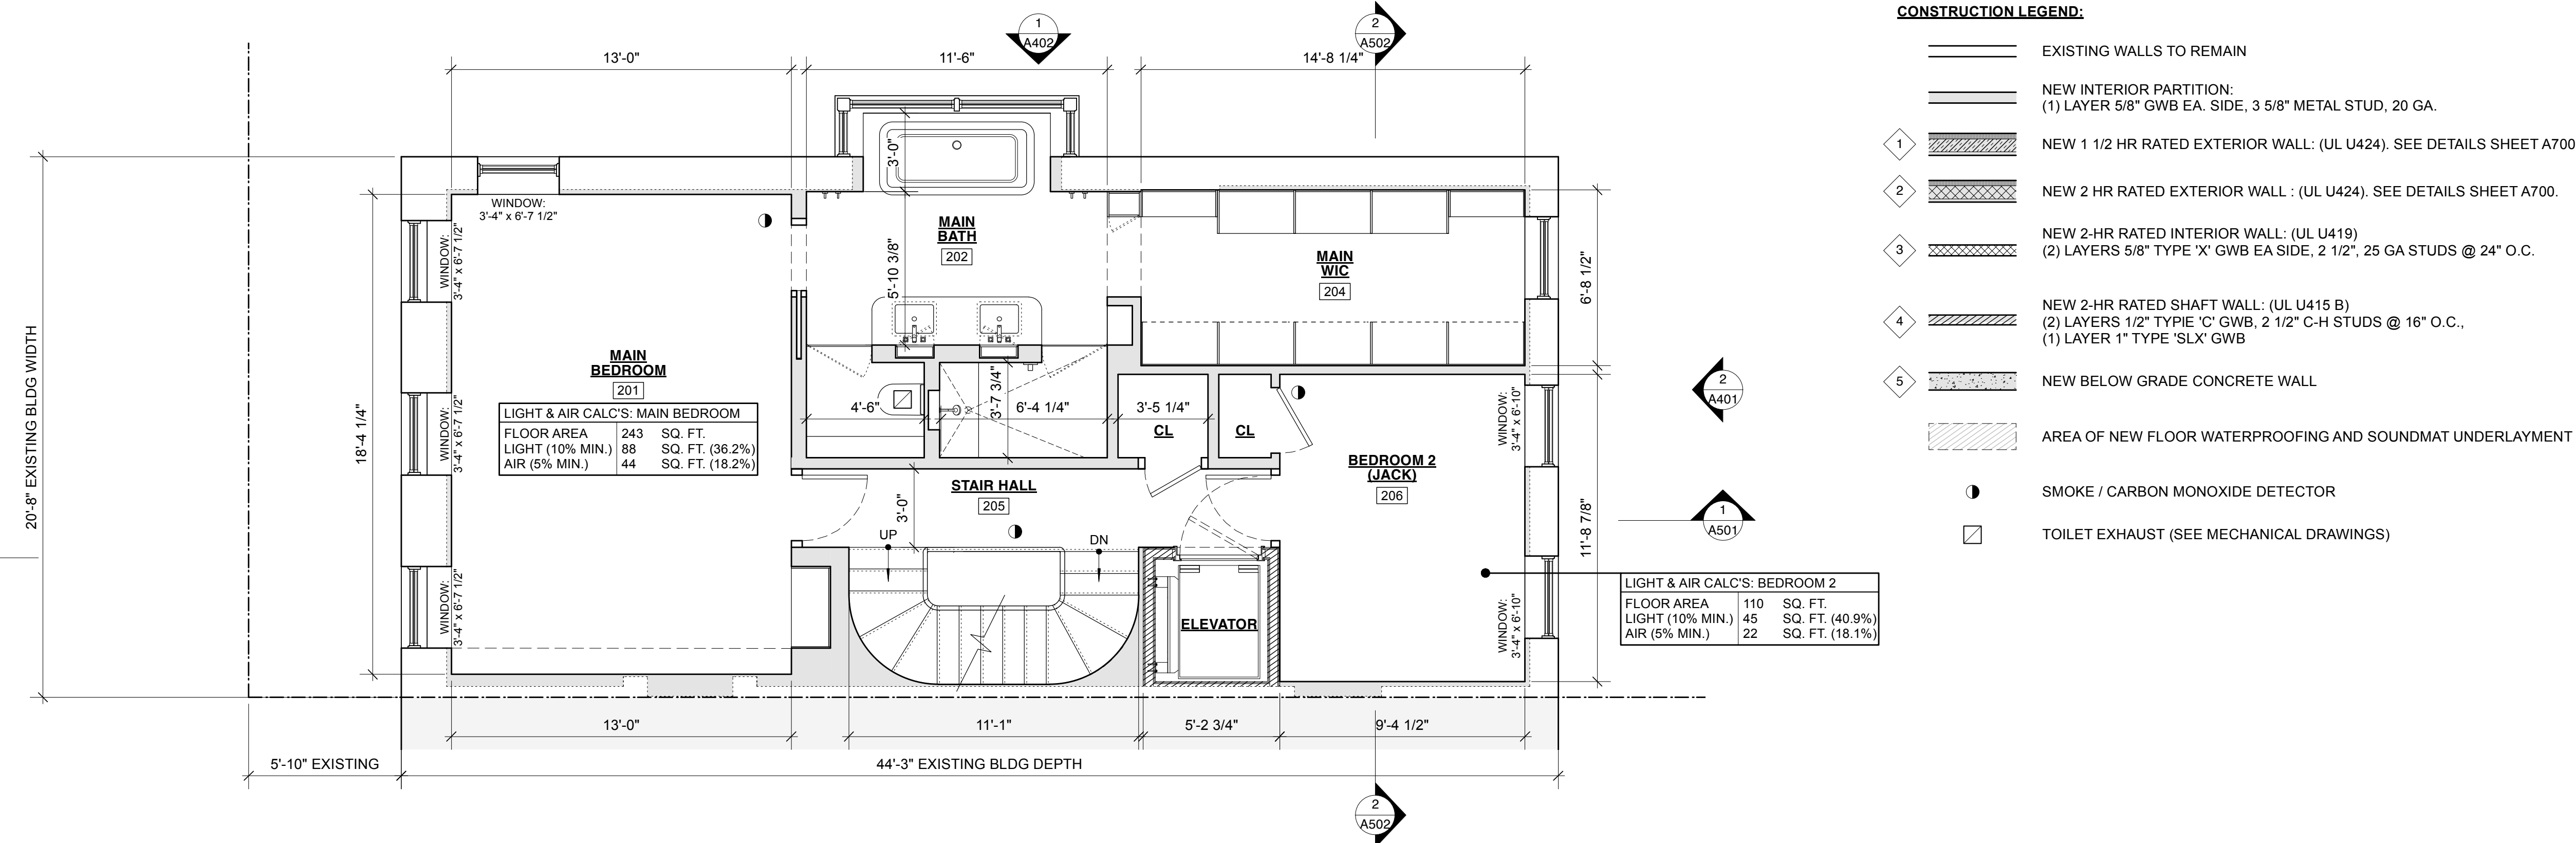 CONSTRUCTION LEGEND:
EXISTING WALLS TO REMAIN
NEW INTERIOR PARTITION:
(1) LAYER 5/8" GWB EA. SIDE, 3 5/8" METAL STUD, 20 GA.
1
NEW 1 1/2 HR RATED EXTERIOR WALL: (UL U424). SEE DETAILS SHEET A700
2
NEW 2 HR RATED EXTERIOR WALL : (UL U424). SEE DETAILS SHEET A700.
3
NEW 2-HR RATED INTERIOR WALL: (UL U419)
(2) LAYERS 5/8" TYPE 'X' GWB EA SIDE, 2 1/2", 25 GA STUDS @ 24" O.C.
4
NEW 2-HR RATED SHAFT WALL: (UL U415 B)
(2) LAYERS 1/2" TYPIE 'C' GWB, 2 1/2" C-H STUDS @ 16" O.C.,
(1) LAYER 1" TYPE 'SLX' GWB
5
NEW BELOW GRADE CONCRETE WALL
AREA OF NEW FLOOR WATERPROOFING AND SOUNDMAT UNDERLAYMENT
SMOKE / CARBON MONOXIDE DETECTOR
TOILET EXHAUST (SEE MECHANICAL DRAWINGS)
1
A402
2
A502
13'-0"
11'-6"
14'-8 1/4"
20'-8" EXISTING BLDG WIDTH
18'-4 1/4"
WINDOW:
3'-4" x 6'-7 1/2"
WINDOW:
3'-4" x 6'-7 1/2"
WINDOW:
3'-4" x 6'-7 1/2"
WINDOW:
3'-4" x 6'-7 1/2"
MAIN
BEDROOM
201
LIGHT & AIR CALC'S: MAIN BEDROOM
FLOOR AREA 243 SQ. FT.
LIGHT (10% MIN.) 88 SQ. FT. (36.2%)
AIR (5% MIN.) 44 SQ. FT. (18.2%)
3'-0"
MAIN
BATH
202
5'-10 3/8"
MAIN
WIC
204
6'-8 1/2"
4'-6"
3'-7 3/4"
6'-4 1/4"
3'-5 1/4"
CL
CL
2
A401
BEDROOM 2
(JACK)
206
WINDOW:
3'-4" x 6'-10"
WINDOW:
3'-4" x 6'-10"
11'-8 7/8"
STAIR HALL
205
3'-0"
UP
DN
1
A501
ELEVATOR
LIGHT & AIR CALC'S: BEDROOM 2
FLOOR AREA 110 SQ. FT.
LIGHT (10% MIN.) 45 SQ. FT. (40.9%)
AIR (5% MIN.) 22 SQ. FT. (18.1%)
13'-0"
11'-1"
5'-2 3/4"
9'-4 1/2"
5'-10" EXISTING
44'-3" EXISTING BLDG DEPTH
2
A502